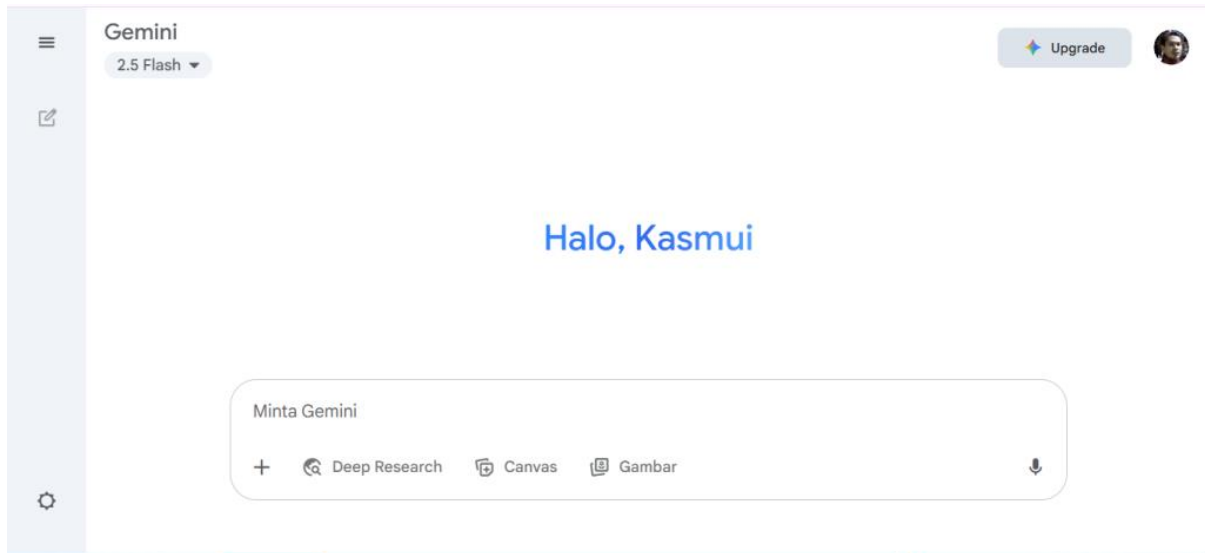 Gemini
2.5 Flash
Upgrade
Halo, Kasmui
Minta Gemini
Deep Research
Canvas
Gambar